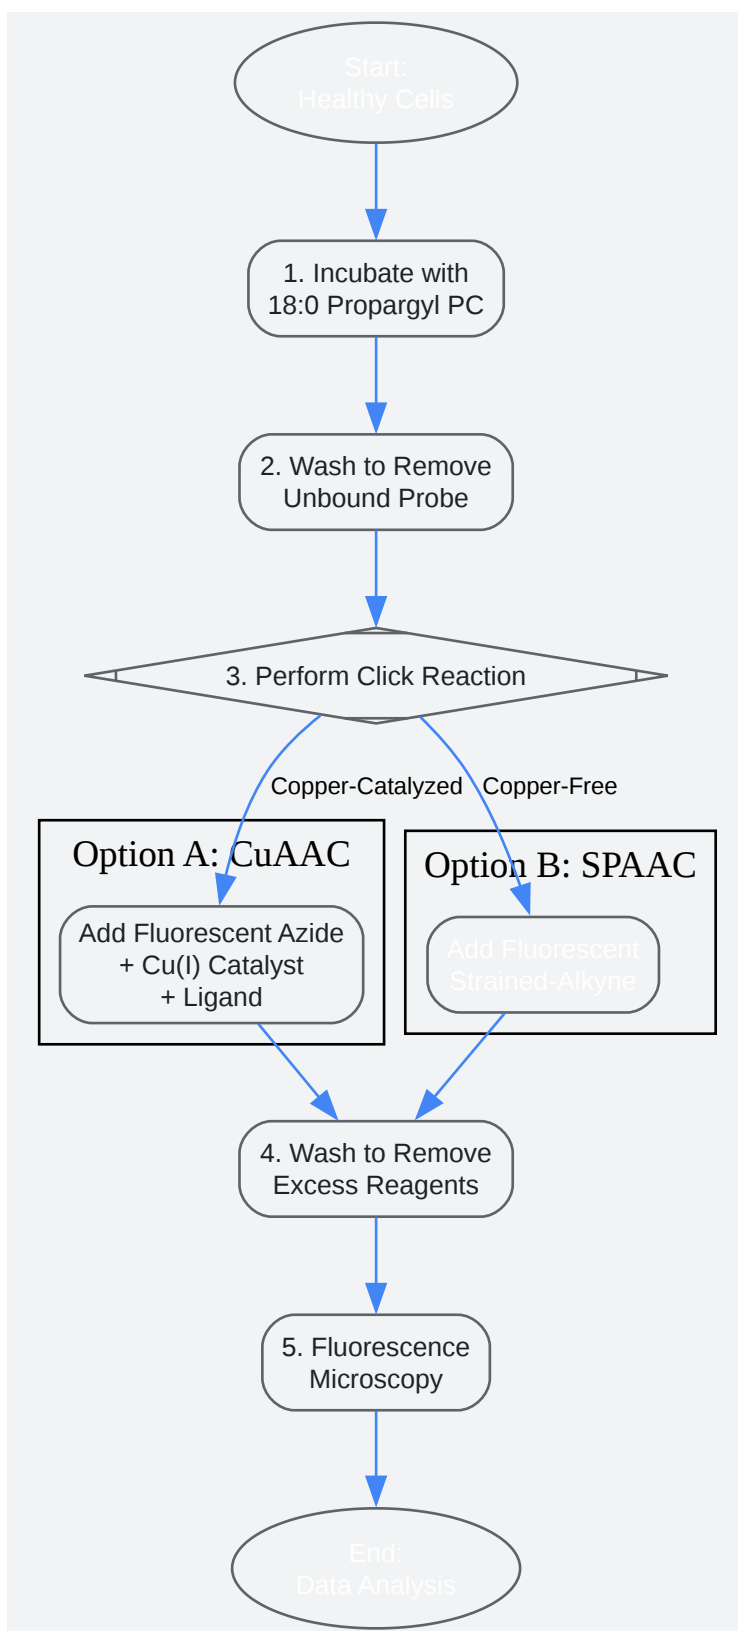 Start:
Healthy Cells
1. Incubate with
18:0 Propargyl PC
2. Wash to Remove
Unbound Probe
3. Perform Click Reaction
Copper-Catalyzed
Copper-Free
Option A: CuAAC
Add Fluorescent Azide
+ Cu(I) Catalyst
+ Ligand
Option B: SPAAC
Add Fluorescent
Strained-Alkyne
4. Wash to Remove
Excess Reagents
5. Fluorescence
Microscopy
End:
Data Analysis